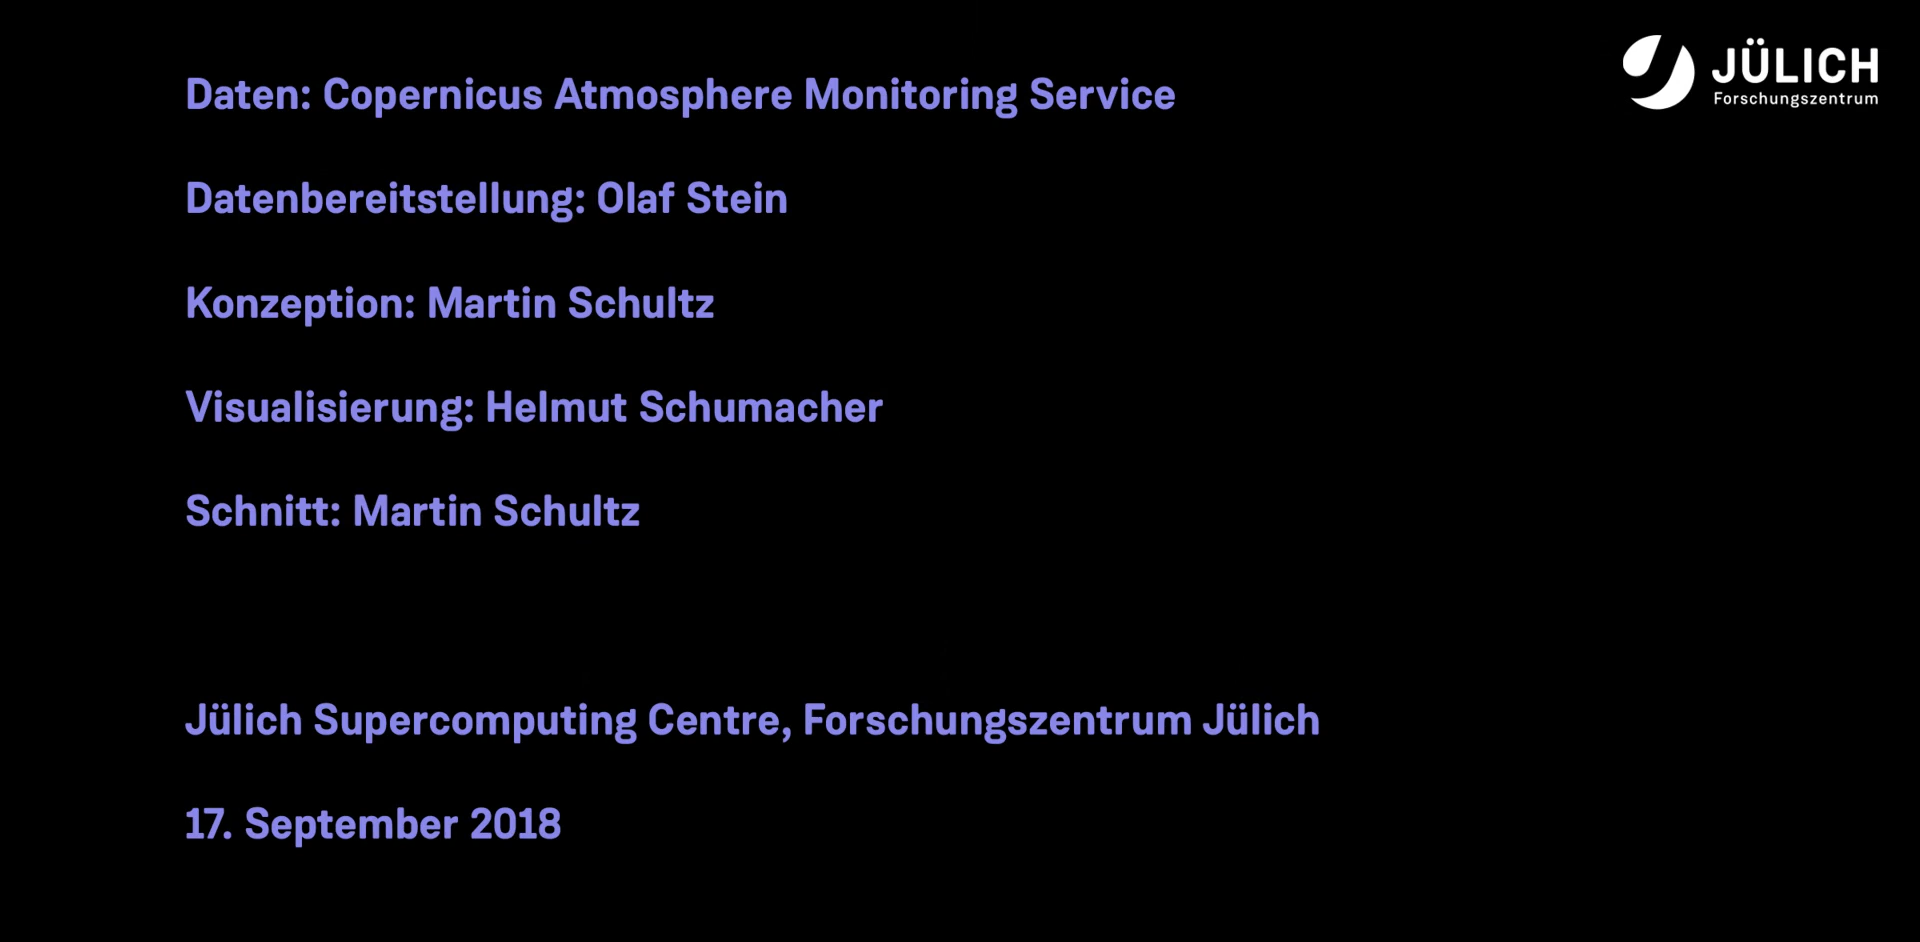 JÜLICH
Forschungszentrum
Daten: Copernicus Atmosphere Monitoring Service
Datenbereitstellung: Olaf Stein
Konzeption: Martin Schultz
Visualisierung: Helmut Schumacher
Schnitt: Martin Schultz
Jülich Supercomputing Centre, Forschungszentrum Jülich
17. September 2018